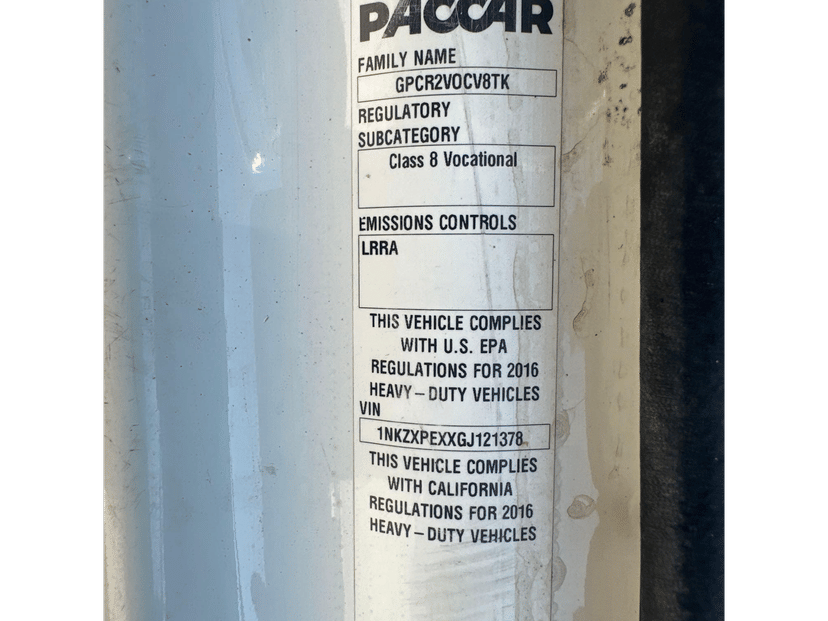 PACCAR
FAMILY NAME
GPCR2VOCV8TK
REGULATORY
SUBCATEGORY
Class 8 Vocational
EMISSIONS CONTROLS
LRRA
THIS VEHICLE COMPLIES
WITH U.S. EPA
REGULATIONS FOR 2016
HEAVY-DUTY VEHICLES
VIN
1NKZXPEXXGJ121378
THIS VEHICLE COMPLIES
WITH CALIFORNIA
REGULATIONS FOR 2016
HEAVY-DUTY VEHICLES